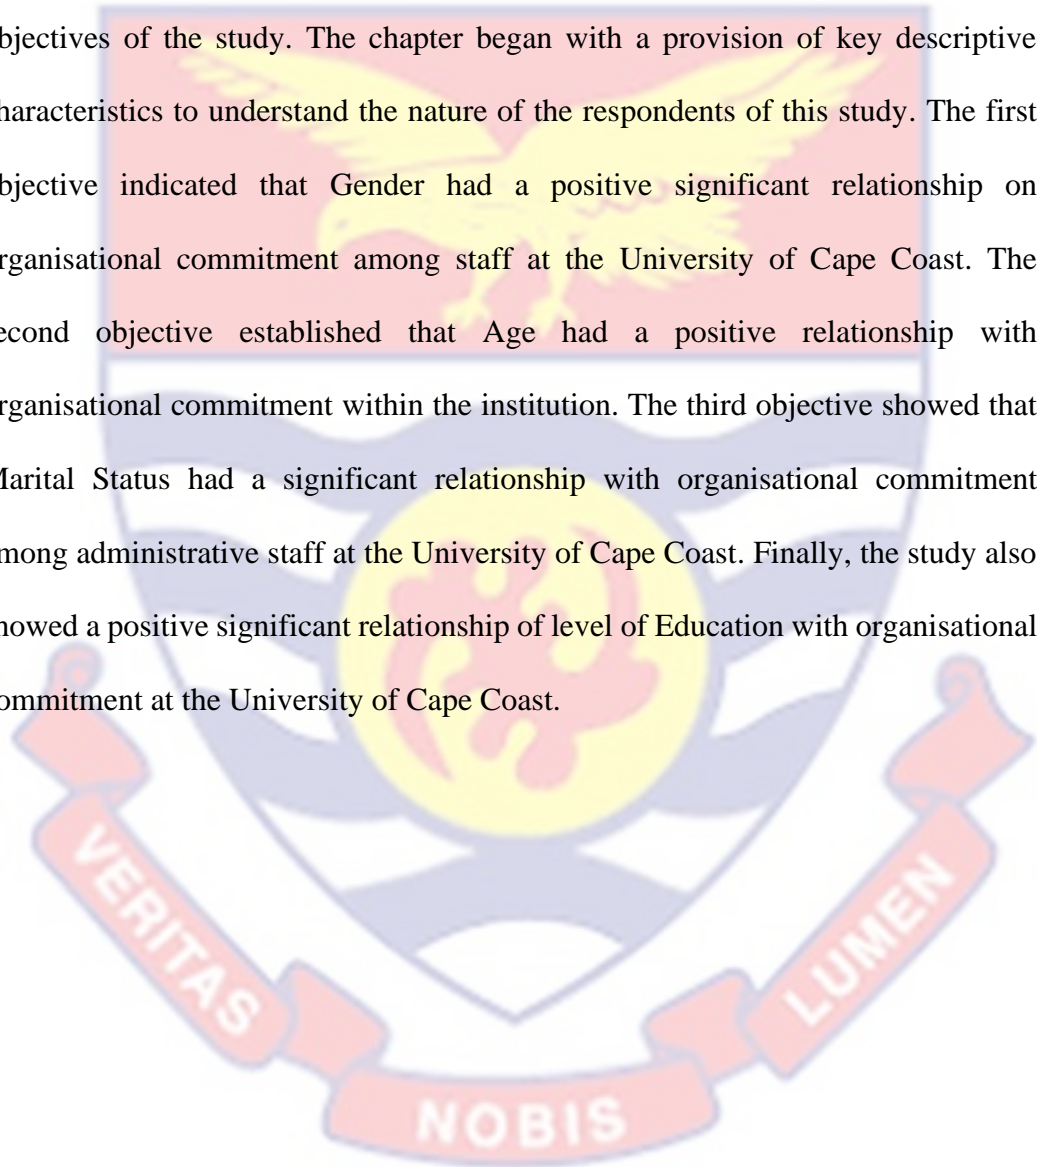 bjectives of the study. The chapter began with a provision of key descriptive
haracteristics to understand the nature of the respondents of this study. The first
bjective indicated that Gender had a positive significant relationship on
rganisational commitment among staff at the University of Cape Coast. The
econd objective established that Age had a positive relationship with
rganisational commitment within the institution. The third objective showed that
Marital Status had a significant relationship with organisational commitment
mong administrative staff at the University of Cape Coast. Finally, the study also
howed a positive significant relationship of level of Education with organisational
ommitment at the University of Cape Coast.
VERITAS
NOBIS
LUMEN